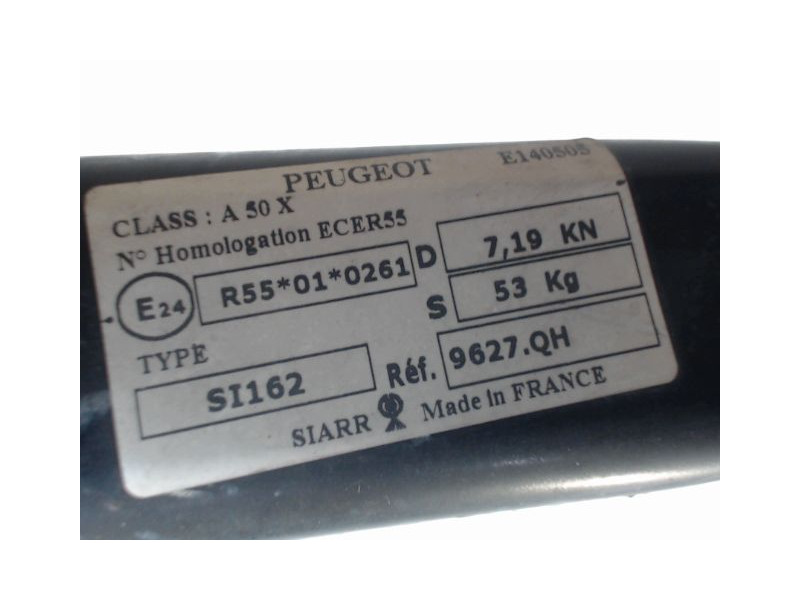 PEUGEOT E140505
CLASS : A 50 X
N° Homologation ECER55
E24 R55*01*0261 D 7,19 KN
S 53 Kg
TYPE
SI162 Réf. 9627.QH
SIARR Made in FRANCE